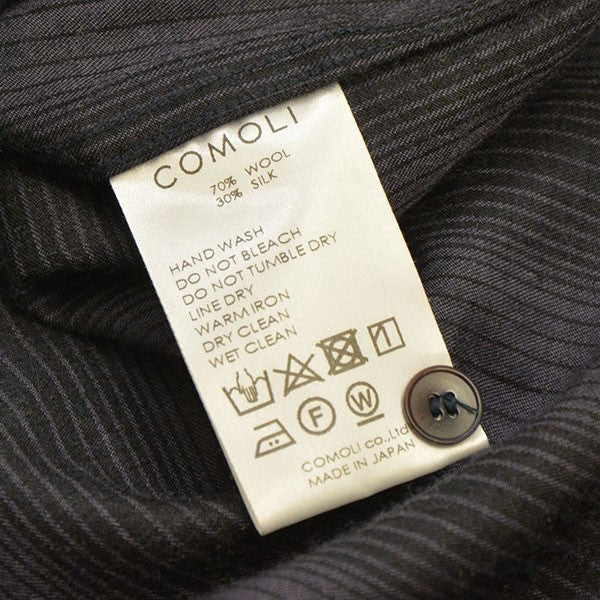 COMOLI
70% WOOL
30% SILK
HAND WASH
DO NOT BLEACH
DO NOT TUMBLE DRY
LINE DRY
WARM IRON
DRY CLEAN
WET CLEAN
F W
COMOLI co.,Ltd
MADE IN JAPAN